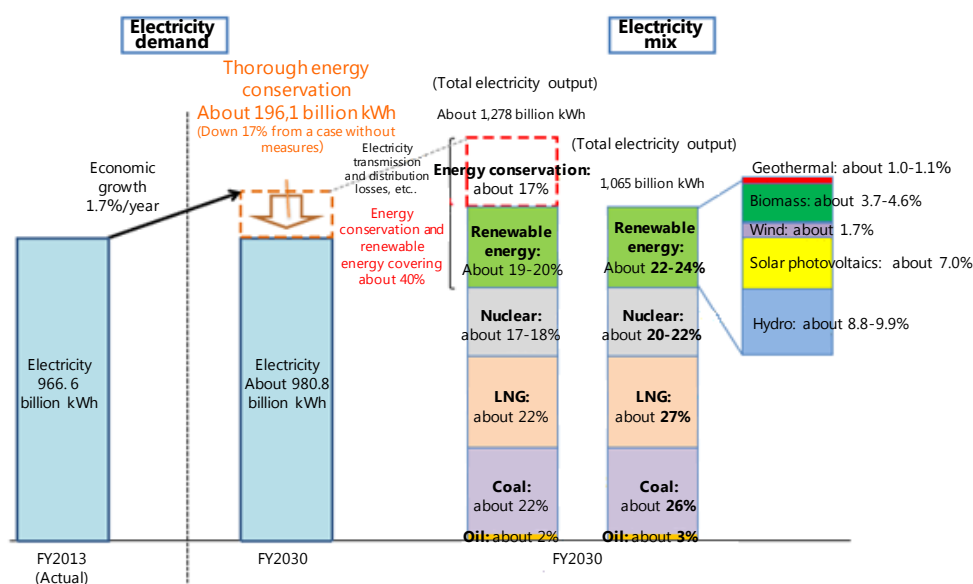 Electricity
demand
Electricity
mix
Thorough energy
conservation
About 196,1 billion kWh
(Down 17% from a case without
measures)
(Total electricity output)
About 1,278 billion kWh
(Total electricity output)
1,065 billion kWh
Economic
growth
1.7%/year
Electricity
transmission
and distribution
losses, etc..
Energy
conservation and
renewable
energy covering
about 40%
Electricity
966. 6
billion kWh
Electricity
About 980.8
billion kWh
Energy conservation:
about 17%
Renewable
energy:
About 19-20%
Nuclear:
about 17-18%
LNG:
about 22%
Coal:
about 22%
Oil: about 2%
Renewable
energy:
About 22-24%
Nuclear:
about 20-22%
LNG:
about 27%
Coal:
about 26%
Oil: about 3%
Geothermal: about 1.0-1.1%
Biomass: about 3.7-4.6%
Wind: about 1.7%
Solar photovoltaics: about 7.0%
Hydro: about 8.8-9.9%
FY2013
(Actual)
FY2030
FY2030